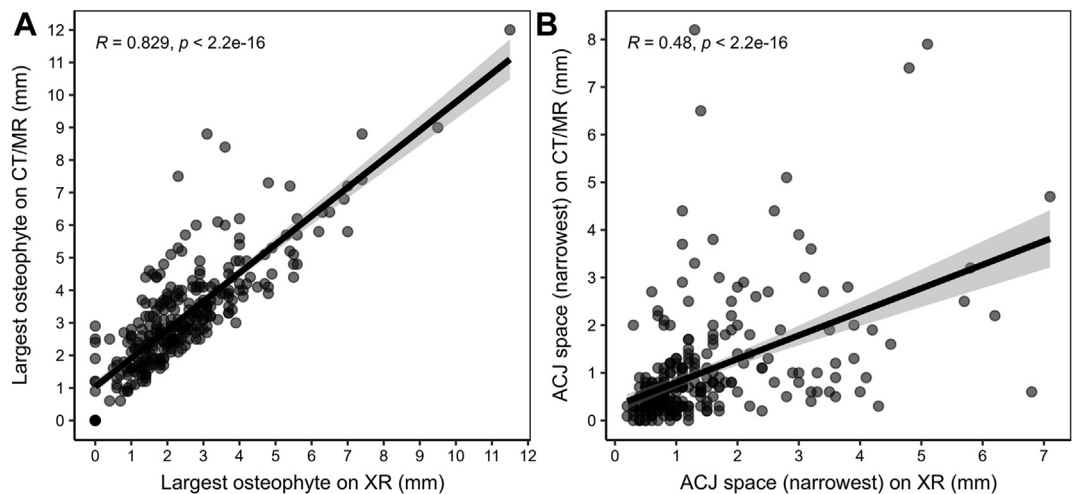 A
R = 0.829, p < 2.2e-16
Largest osteophyte on CT/MR (mm)
12
11
10
9
8
7
6
5
4
3
2
1
0
0 1 2 3 4 5 6 7 8 9 10 11 12
Largest osteophyte on XR (mm)
B
R = 0.48, p < 2.2e-16
ACJ space (narrowest) on CT/MR (mm)
8
7
6
5
4
3
2
1
0
0 1 2 3 4 5 6 7
ACJ space (narrowest) on XR (mm)